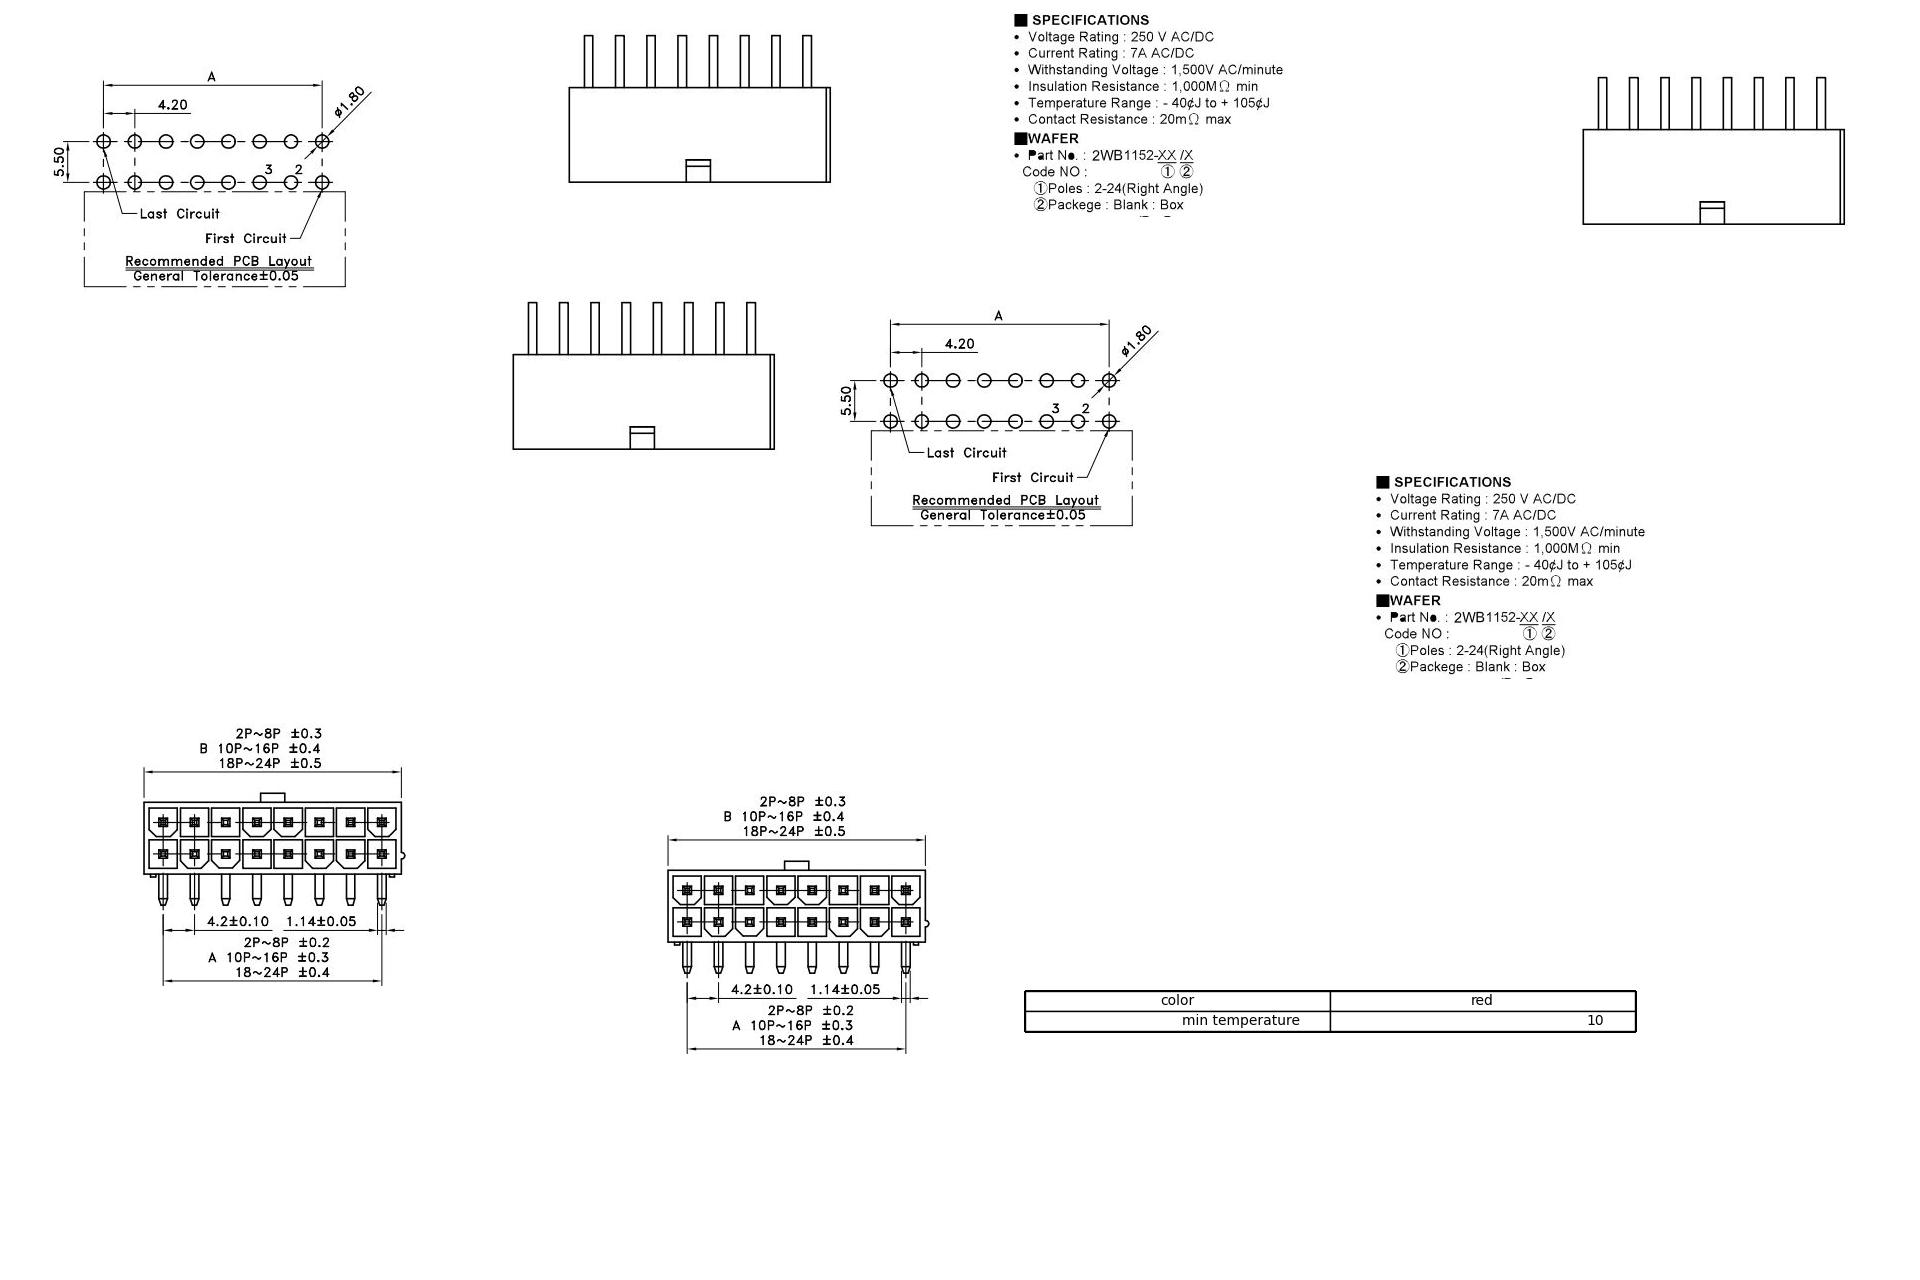 A
4.20
ø1.80
5.50
3 2
Last Circuit
First Circuit
Recommended PCB Layout
General Tolerance±0.05
■ SPECIFICATIONS
• Voltage Rating : 250 V AC/DC
• Current Rating : 7A AC/DC
• Withstanding Voltage : 1,500V AC/minute
• Insulation Resistance : 1,000MΩ min
• Temperature Range : - 40¢J to + 105¢J
• Contact Resistance : 20mΩ max
■WAFER
• Part No. : 2WB1152-XX /X
Code NO : ① ②
①Poles : 2-24(Right Angle)
②Packege : Blank : Box
A
4.20
ø1.80
5.50
3 2
Last Circuit
First Circuit
Recommended PCB Layout
General Tolerance±0.05
■ SPECIFICATIONS
• Voltage Rating : 250 V AC/DC
• Current Rating : 7A AC/DC
• Withstanding Voltage : 1,500V AC/minute
• Insulation Resistance : 1,000MΩ min
• Temperature Range : - 40¢J to + 105¢J
• Contact Resistance : 20mΩ max
■WAFER
• Part No. : 2WB1152-XX /X
Code NO : ① ②
①Poles : 2-24(Right Angle)
②Packege : Blank : Box
2P~8P ±0.3
B 10P~16P ±0.4
18P~24P ±0.5
4.2±0.10 1.14±0.05
2P~8P ±0.2
A 10P~16P ±0.3
18~24P ±0.4
2P~8P ±0.3
B 10P~16P ±0.4
18P~24P ±0.5
4.2±0.10 1.14±0.05
2P~8P ±0.2
A 10P~16P ±0.3
18~24P ±0.4
color red
min temperature 10